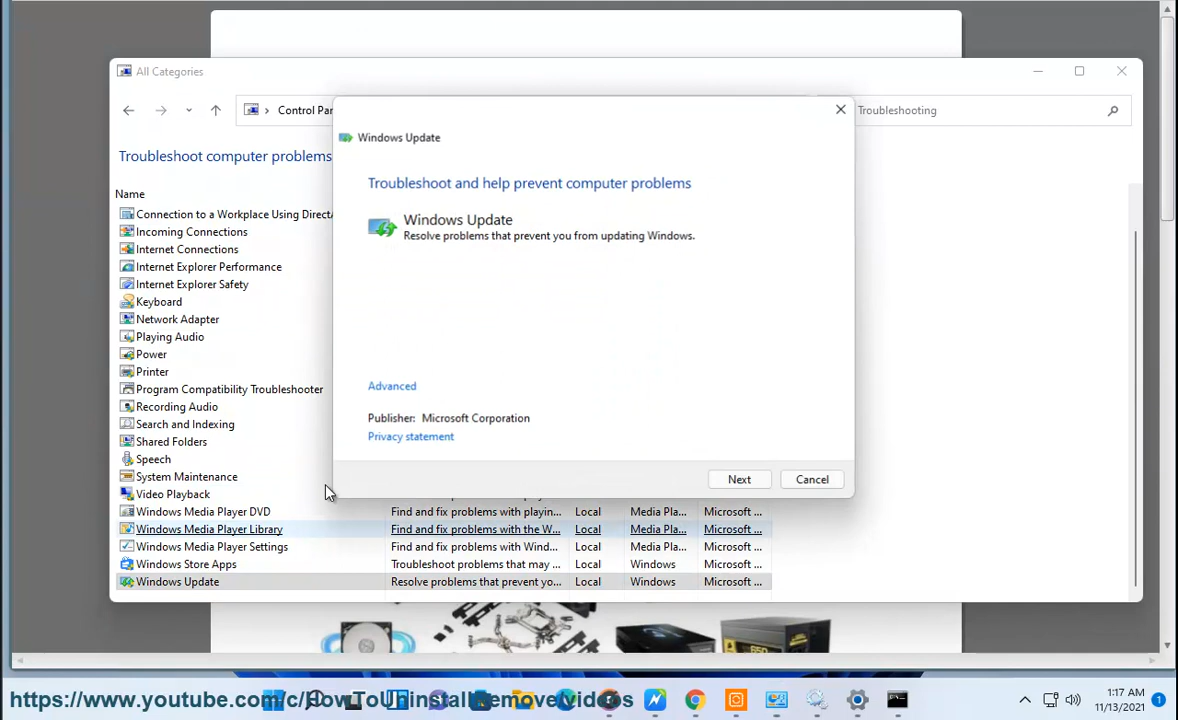 All Categories
Control Par
Troubleshooting
Troubleshoot computer problems
Name
Connection to a Workplace Using DirectA
Incoming Connections
Internet Connections
Internet Explorer Performance
Internet Explorer Safety
Keyboard
Network Adapter
Playing Audio
Power
Printer
Program Compatibility Troubleshooter
Recording Audio
Search and Indexing
Shared Folders
Speech
System Maintenance
Video Playback
Windows Media Player DVD Find and fix problems with playin... Local Media Pla... Microsoft ...
Windows Media Player Library Find and fix problems with the W... Local Media Pla... Microsoft ...
Windows Media Player Settings Find and fix problems with Wind... Local Media Pla... Microsoft ...
Windows Store Apps Troubleshoot problems that may ... Local Windows Microsoft ...
Windows Update Resolve problems that prevent yo... Local Windows Microsoft ...
Windows Update
Troubleshoot and help prevent computer problems
Windows Update
Resolve problems that prevent you from updating Windows.
Advanced
Publisher: Microsoft Corporation
Privacy statement
Next Cancel
650
https://www.youtube.com/c/HowToUninstallRemove/videos
1:17 AM
11/13/2021
1